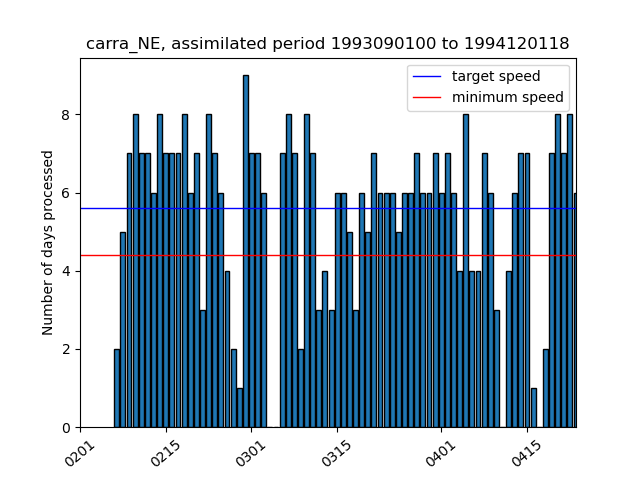 carra_NE, assimilated period 1993090100 to 1994120118
target speed
minimum speed
Number of days processed
8
6
4
2
0
0201
0215
0301
0315
0401
0415